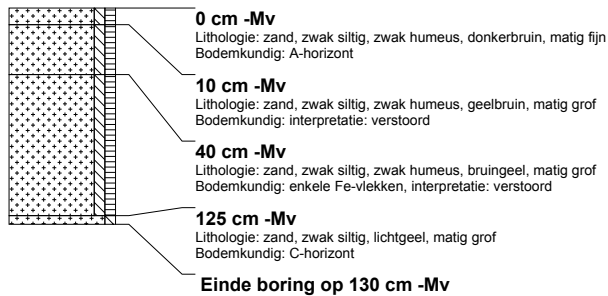 0 cm -Mv
Lithologie: zand, zwak siltig, zwak humeus, donkerbruin, matig fijn
Bodemkundig: A-horizont
10 cm -Mv
Lithologie: zand, zwak siltig, zwak humeus, geelbruin, matig grof
Bodemkundig: interpretatie: verstoord
40 cm -Mv
Lithologie: zand, zwak siltig, zwak humeus, bruingeel, matig grof
Bodemkundig: enkele Fe-vlekken, interpretatie: verstoord
125 cm -Mv
Lithologie: zand, zwak siltig, lichtgeel, matig grof
Bodemkundig: C-horizont
Einde boring op 130 cm -Mv